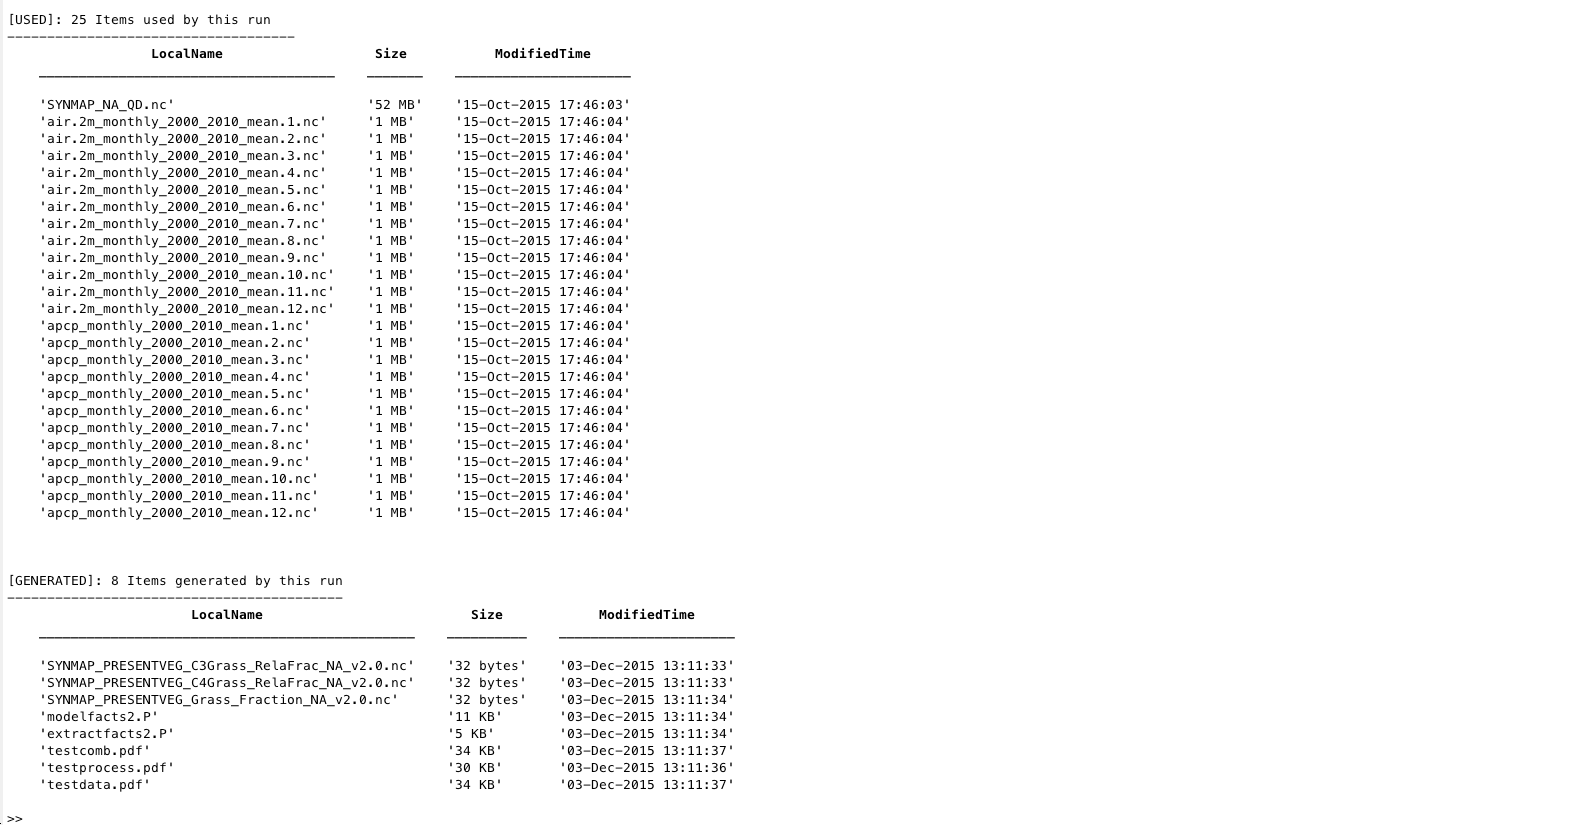 [USED]: 25 Items used by this run
LocalName Size ModifiedTime
'SYNMAP_NA_QD.nc' '52 MB' '15-Oct-2015 17:46:03'
'air.2m_monthly_2000_2010_mean.1.nc' '1 MB' '15-Oct-2015 17:46:04'
'air.2m_monthly_2000_2010_mean.2.nc' '1 MB' '15-Oct-2015 17:46:04'
'air.2m_monthly_2000_2010_mean.3.nc' '1 MB' '15-Oct-2015 17:46:04'
'air.2m_monthly_2000_2010_mean.4.nc' '1 MB' '15-Oct-2015 17:46:04'
'air.2m_monthly_2000_2010_mean.5.nc' '1 MB' '15-Oct-2015 17:46:04'
'air.2m_monthly_2000_2010_mean.6.nc' '1 MB' '15-Oct-2015 17:46:04'
'air.2m_monthly_2000_2010_mean.7.nc' '1 MB' '15-Oct-2015 17:46:04'
'air.2m_monthly_2000_2010_mean.8.nc' '1 MB' '15-Oct-2015 17:46:04'
'air.2m_monthly_2000_2010_mean.9.nc' '1 MB' '15-Oct-2015 17:46:04'
'air.2m_monthly_2000_2010_mean.10.nc' '1 MB' '15-Oct-2015 17:46:04'
'air.2m_monthly_2000_2010_mean.11.nc' '1 MB' '15-Oct-2015 17:46:04'
'air.2m_monthly_2000_2010_mean.12.nc' '1 MB' '15-Oct-2015 17:46:04'
'apcp_monthly_2000_2010_mean.1.nc' '1 MB' '15-Oct-2015 17:46:04'
'apcp_monthly_2000_2010_mean.2.nc' '1 MB' '15-Oct-2015 17:46:04'
'apcp_monthly_2000_2010_mean.3.nc' '1 MB' '15-Oct-2015 17:46:04'
'apcp_monthly_2000_2010_mean.4.nc' '1 MB' '15-Oct-2015 17:46:04'
'apcp_monthly_2000_2010_mean.5.nc' '1 MB' '15-Oct-2015 17:46:04'
'apcp_monthly_2000_2010_mean.6.nc' '1 MB' '15-Oct-2015 17:46:04'
'apcp_monthly_2000_2010_mean.7.nc' '1 MB' '15-Oct-2015 17:46:04'
'apcp_monthly_2000_2010_mean.8.nc' '1 MB' '15-Oct-2015 17:46:04'
'apcp_monthly_2000_2010_mean.9.nc' '1 MB' '15-Oct-2015 17:46:04'
'apcp_monthly_2000_2010_mean.10.nc' '1 MB' '15-Oct-2015 17:46:04'
'apcp_monthly_2000_2010_mean.11.nc' '1 MB' '15-Oct-2015 17:46:04'
'apcp_monthly_2000_2010_mean.12.nc' '1 MB' '15-Oct-2015 17:46:04'
[GENERATED]: 8 Items generated by this run
LocalName Size ModifiedTime
'SYNMAP_PRESENTVEG_C3Grass_RelaFrac_NA_v2.0.nc' '32 bytes' '03-Dec-2015 13:11:33'
'SYNMAP_PRESENTVEG_C4Grass_RelaFrac_NA_v2.0.nc' '32 bytes' '03-Dec-2015 13:11:33'
'SYNMAP_PRESENTVEG_Grass_Fraction_NA_v2.0.nc' '32 bytes' '03-Dec-2015 13:11:34'
'modelfacts2.P' '11 KB' '03-Dec-2015 13:11:34'
'extractfacts2.P' '5 KB' '03-Dec-2015 13:11:34'
'testcomb.pdf' '34 KB' '03-Dec-2015 13:11:37'
'testprocess.pdf' '30 KB' '03-Dec-2015 13:11:36'
'testdata.pdf' '34 KB' '03-Dec-2015 13:11:37'
>>